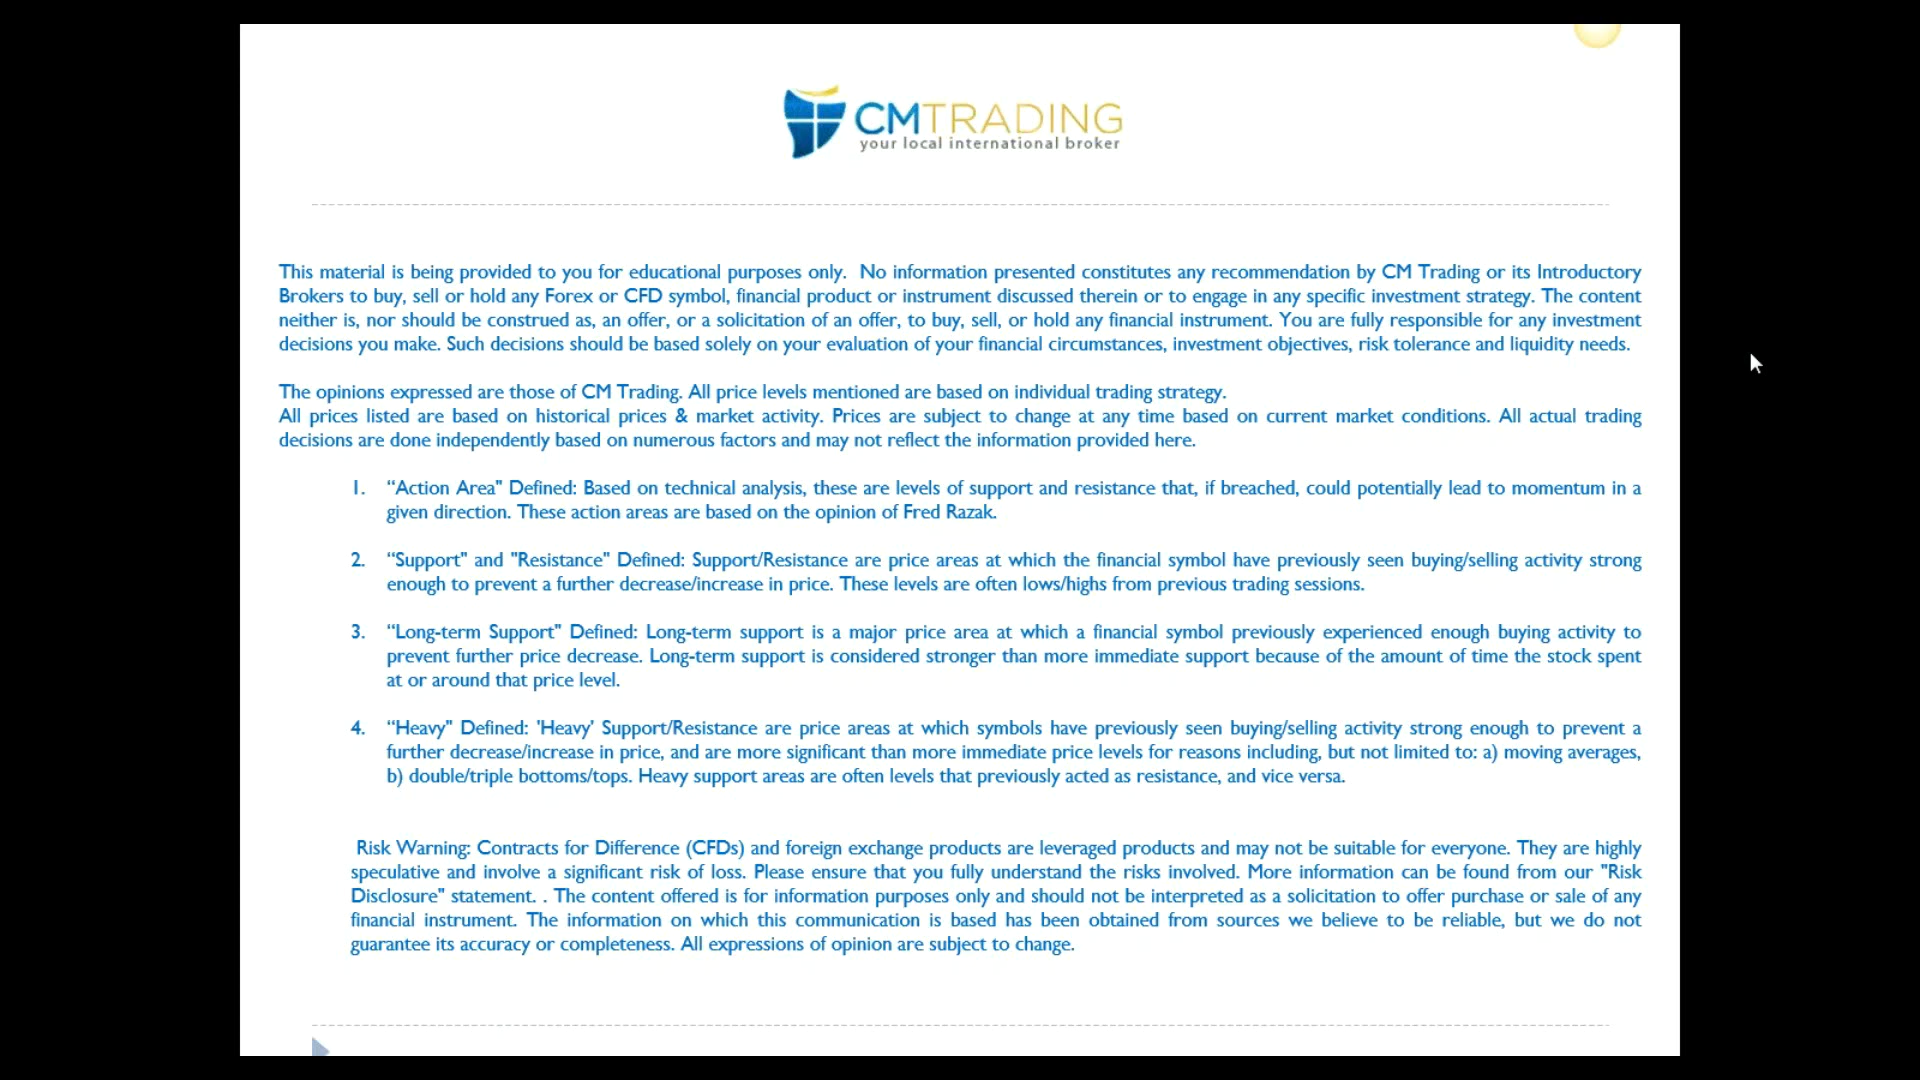 CMTRADING
your local international broker
This material is being provided to you for educational purposes only.  No information presented constitutes any recommendation by CM Trading or its Introductory
Brokers to buy, sell or hold any Forex or CFD symbol, financial product or instrument discussed therein or to engage in any specific investment strategy. The content
neither is, nor should be construed as, an offer, or a solicitation of an offer, to buy, sell, or hold any financial instrument. You are fully responsible for any investment
decisions you make. Such decisions should be based solely on your evaluation of your financial circumstances, investment objectives, risk tolerance and liquidity needs.
The opinions expressed are those of CM Trading. All price levels mentioned are based on individual trading strategy.
All prices listed are based on historical prices & market activity. Prices are subject to change at any time based on current market conditions. All actual trading
decisions are done independently based on numerous factors and may not reflect the information provided here.
1. “Action Area" Defined: Based on technical analysis, these are levels of support and resistance that, if breached, could potentially lead to momentum in a
given direction. These action areas are based on the opinion of Fred Razak.
2. “Support" and "Resistance" Defined: Support/Resistance are price areas at which the financial symbol have previously seen buying/selling activity strong
enough to prevent a further decrease/increase in price. These levels are often lows/highs from previous trading sessions.
3. “Long-term Support" Defined: Long-term support is a major price area at which a financial symbol previously experienced enough buying activity to
prevent further price decrease. Long-term support is considered stronger than more immediate support because of the amount of time the stock spent
at or around that price level.
4. “Heavy" Defined: 'Heavy' Support/Resistance are price areas at which symbols have previously seen buying/selling activity strong enough to prevent a
further decrease/increase in price, and are more significant than more immediate price levels for reasons including, but not limited to: a) moving averages,
b) double/triple bottoms/tops. Heavy support areas are often levels that previously acted as resistance, and vice versa.
Risk Warning: Contracts for Difference (CFDs) and foreign exchange products are leveraged products and may not be suitable for everyone. They are highly
speculative and involve a significant risk of loss. Please ensure that you fully understand the risks involved. More information can be found from our "Risk
Disclosure" statement. . The content offered is for information purposes only and should not be interpreted as a solicitation to offer purchase or sale of any
financial instrument. The information on which this communication is based has been obtained from sources we believe to be reliable, but we do not
guarantee its accuracy or completeness. All expressions of opinion are subject to change.